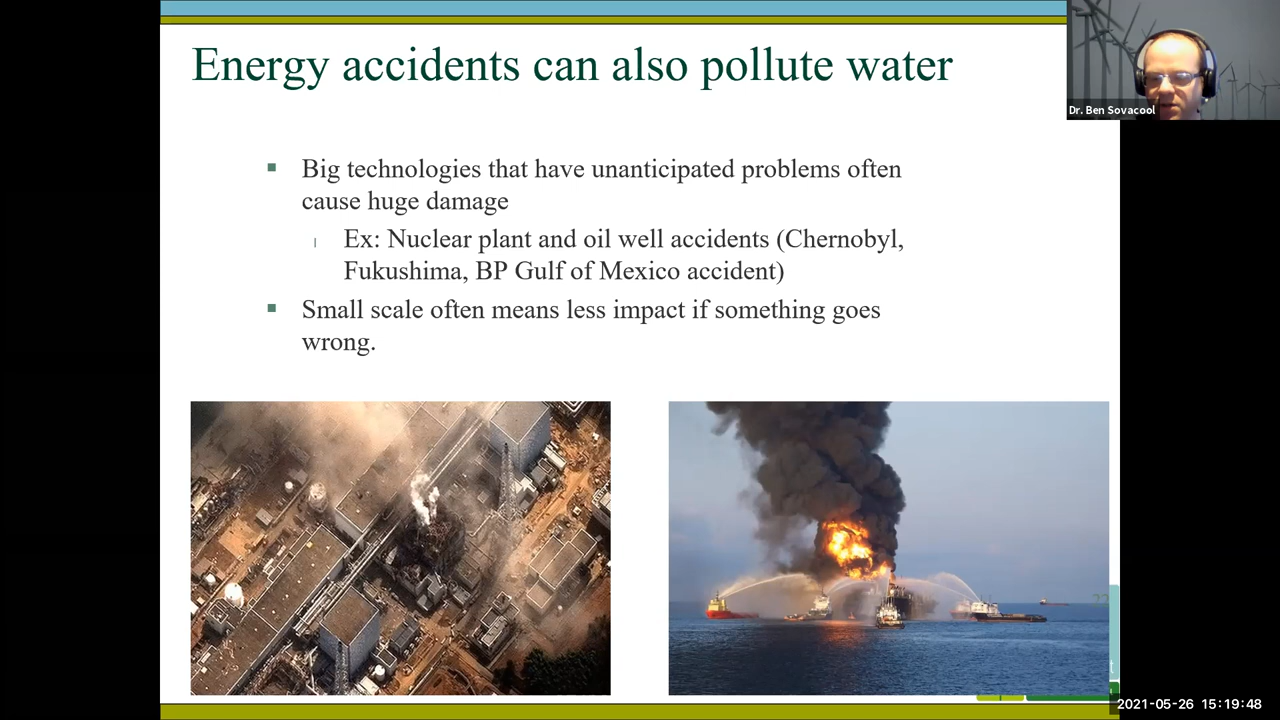 Energy accidents can also pollute water
Dr. Ben Sovacool
Big technologies that have unanticipated problems often
cause huge damage
Ex: Nuclear plant and oil well accidents (Chernobyl,
Fukushima, BP Gulf of Mexico accident)
Small scale often means less impact if something goes
wrong.
2021-05-26 15:19:48